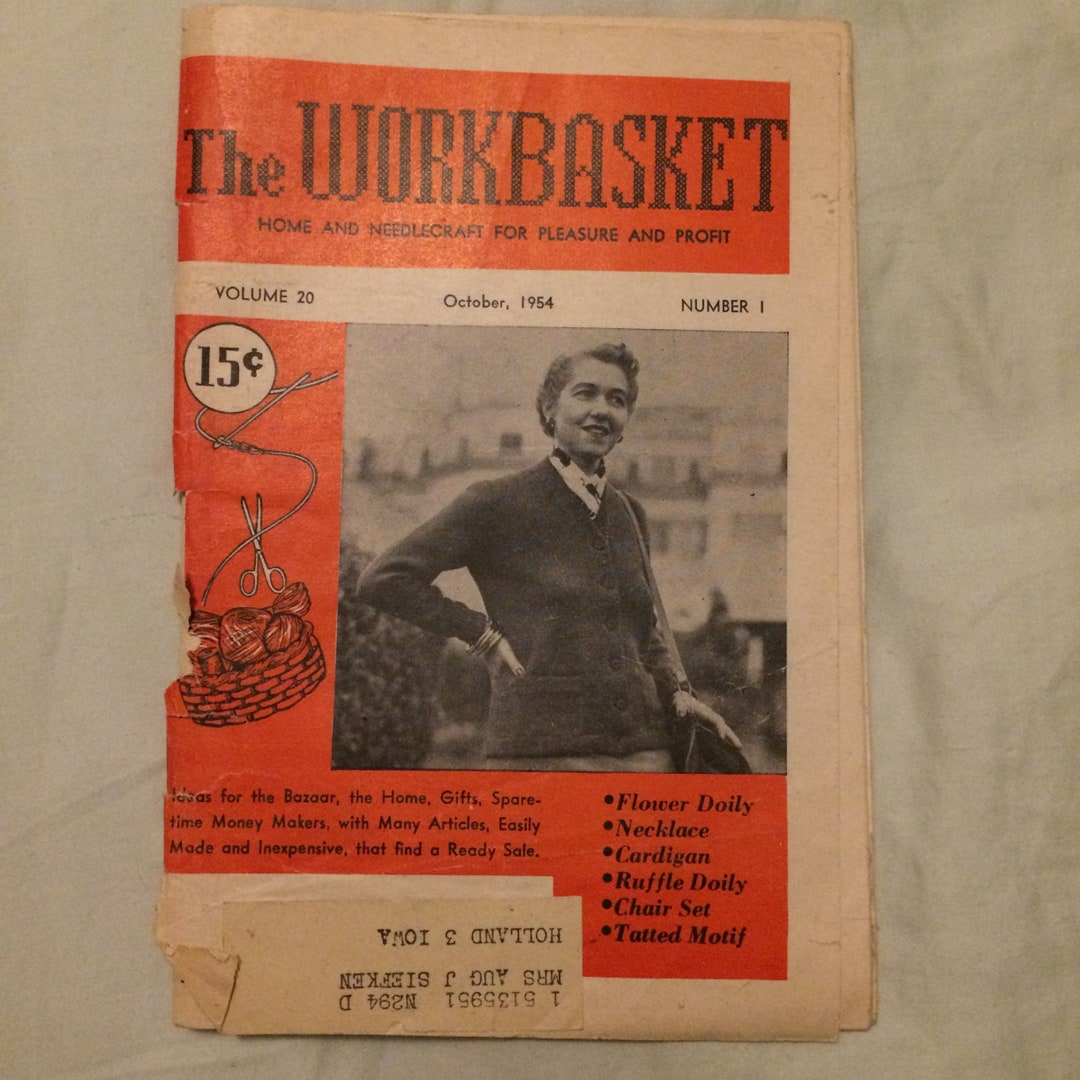 The WORKBASKET
HOME AND NEEDLECRAFT FOR PLEASURE AND PROFIT
VOLUME 20 October, 1954 NUMBER 1
15¢
Ideas for the Bazaar, the Home, Gifts, Spare-
time Money Makers, with Many Articles, Easily
Made and Inexpensive, that find a Ready Sale.
•Flower Doily
•Necklace
•Cardigan
•Ruffle Doily
•Chair Set
•Tatted Motif
1 5135951 N294 D
MRS AUG J SIEFKEN
HOLLAND 3 IOWA